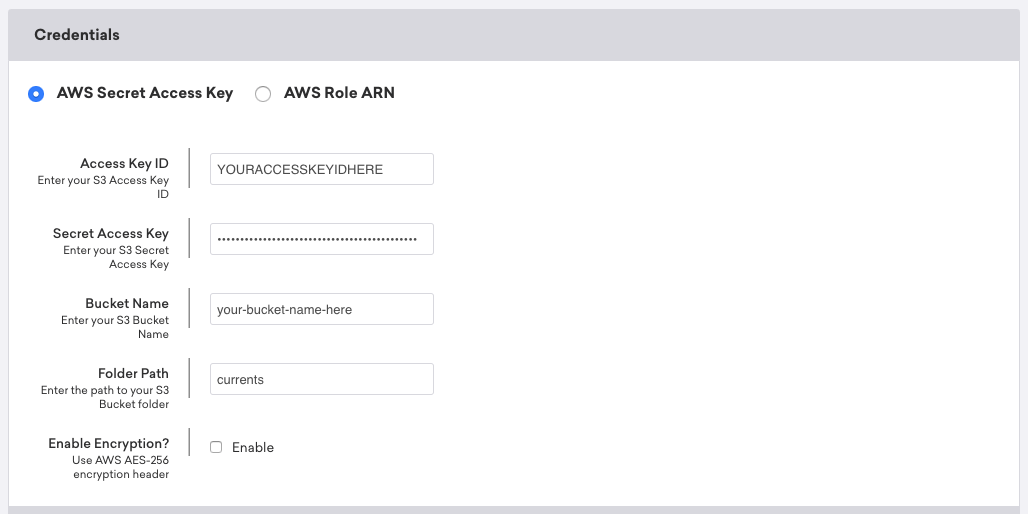 Credentials
AWS Secret Access Key AWS Role ARN
Access Key ID
Enter your S3 Access Key
ID
YOURACCESSKEYIDHERE
Secret Access Key
Enter your S3 Secret
Access Key
Bucket Name
Enter your S3 Bucket
Name
your-bucket-name-here
Folder Path
Enter the path to your S3
Bucket folder
currents
Enable Encryption?
Use AWS AES-256
encryption header
Enable